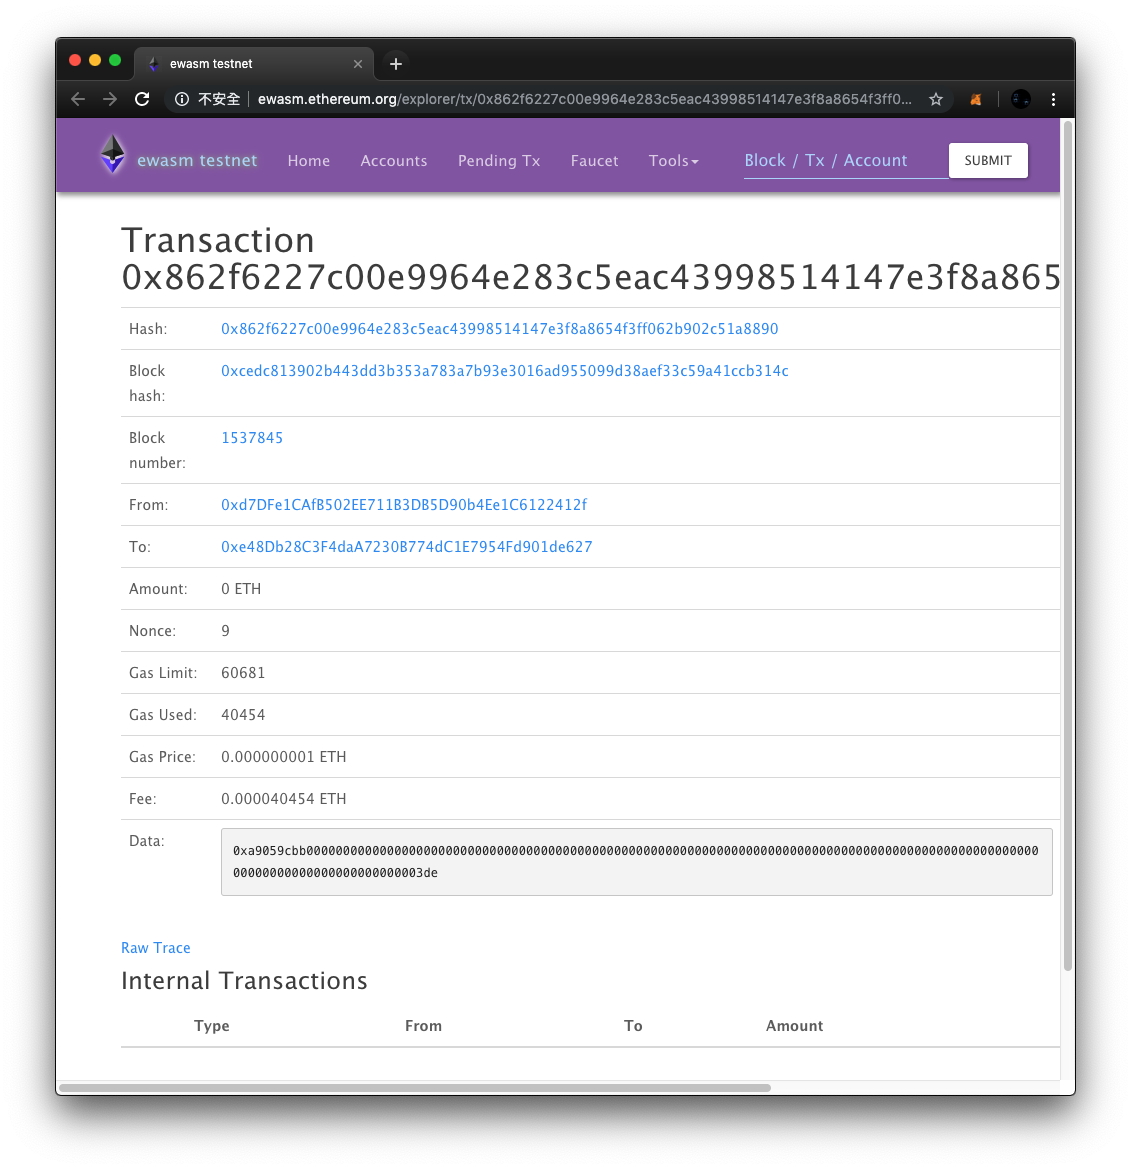 ewasm testnet
不安全 ewasm.ethereum.org/explorer/tx/0x862f6227c00e9964e283c5eac43998514147e3f8a8654f3ff0...
ewasm testnet Home Accounts Pending Tx Faucet Tools Block / Tx / Account SUBMIT
Transaction
0x862f6227c00e9964e283c5eac43998514147e3f8a865
Hash: 0x862f6227c00e9964e283c5eac43998514147e3f8a8654f3ff062b902c51a8890
Block hash: 0xcedc813902b443dd3b353a783a7b93e3016ad955099d38aef33c59a41ccb314c
Block number: 1537845
From: 0xd7DFe1CAfB502EE711B3DB5D90b4Ee1C6122412f
To: 0xe48Db28C3F4daA7230B774dC1E7954Fd901de627
Amount: 0 ETH
Nonce: 9
Gas Limit: 60681
Gas Used: 40454
Gas Price: 0.000000001 ETH
Fee: 0.000040454 ETH
Data: 0xa9059cbb0000000000000000000000000000000000000000000000000000000000000000000000000000000000000000000000000000
00000000000000000000000003de
Raw Trace
Internal Transactions
Type From To Amount